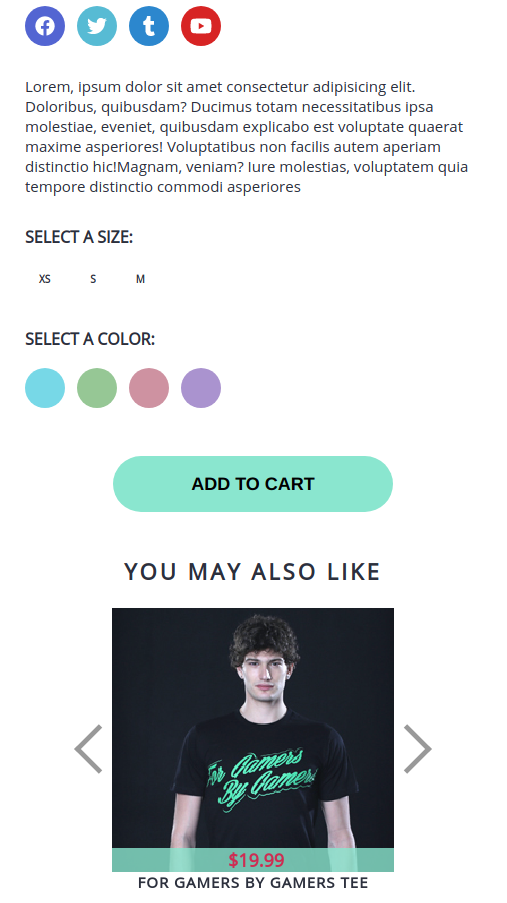 Lorem, ipsum dolor sit amet consectetur adipisicing elit.
Doloribus, quibusdam? Ducimus totam necessitatibus ipsa
molestiae, eveniet, quibusdam explicabo est voluptate quaerat
maxime asperiores! Voluptatibus non facilis autem aperiam
distinctio hic!Magnam, veniam? Iure molestias, voluptatem quia
tempore distinctio commodi asperiores
SELECT A SIZE:
XS S M
SELECT A COLOR:
ADD TO CART
YOU MAY ALSO LIKE
For Gamers
By Gamers
$19.99
FOR GAMERS BY GAMERS TEE